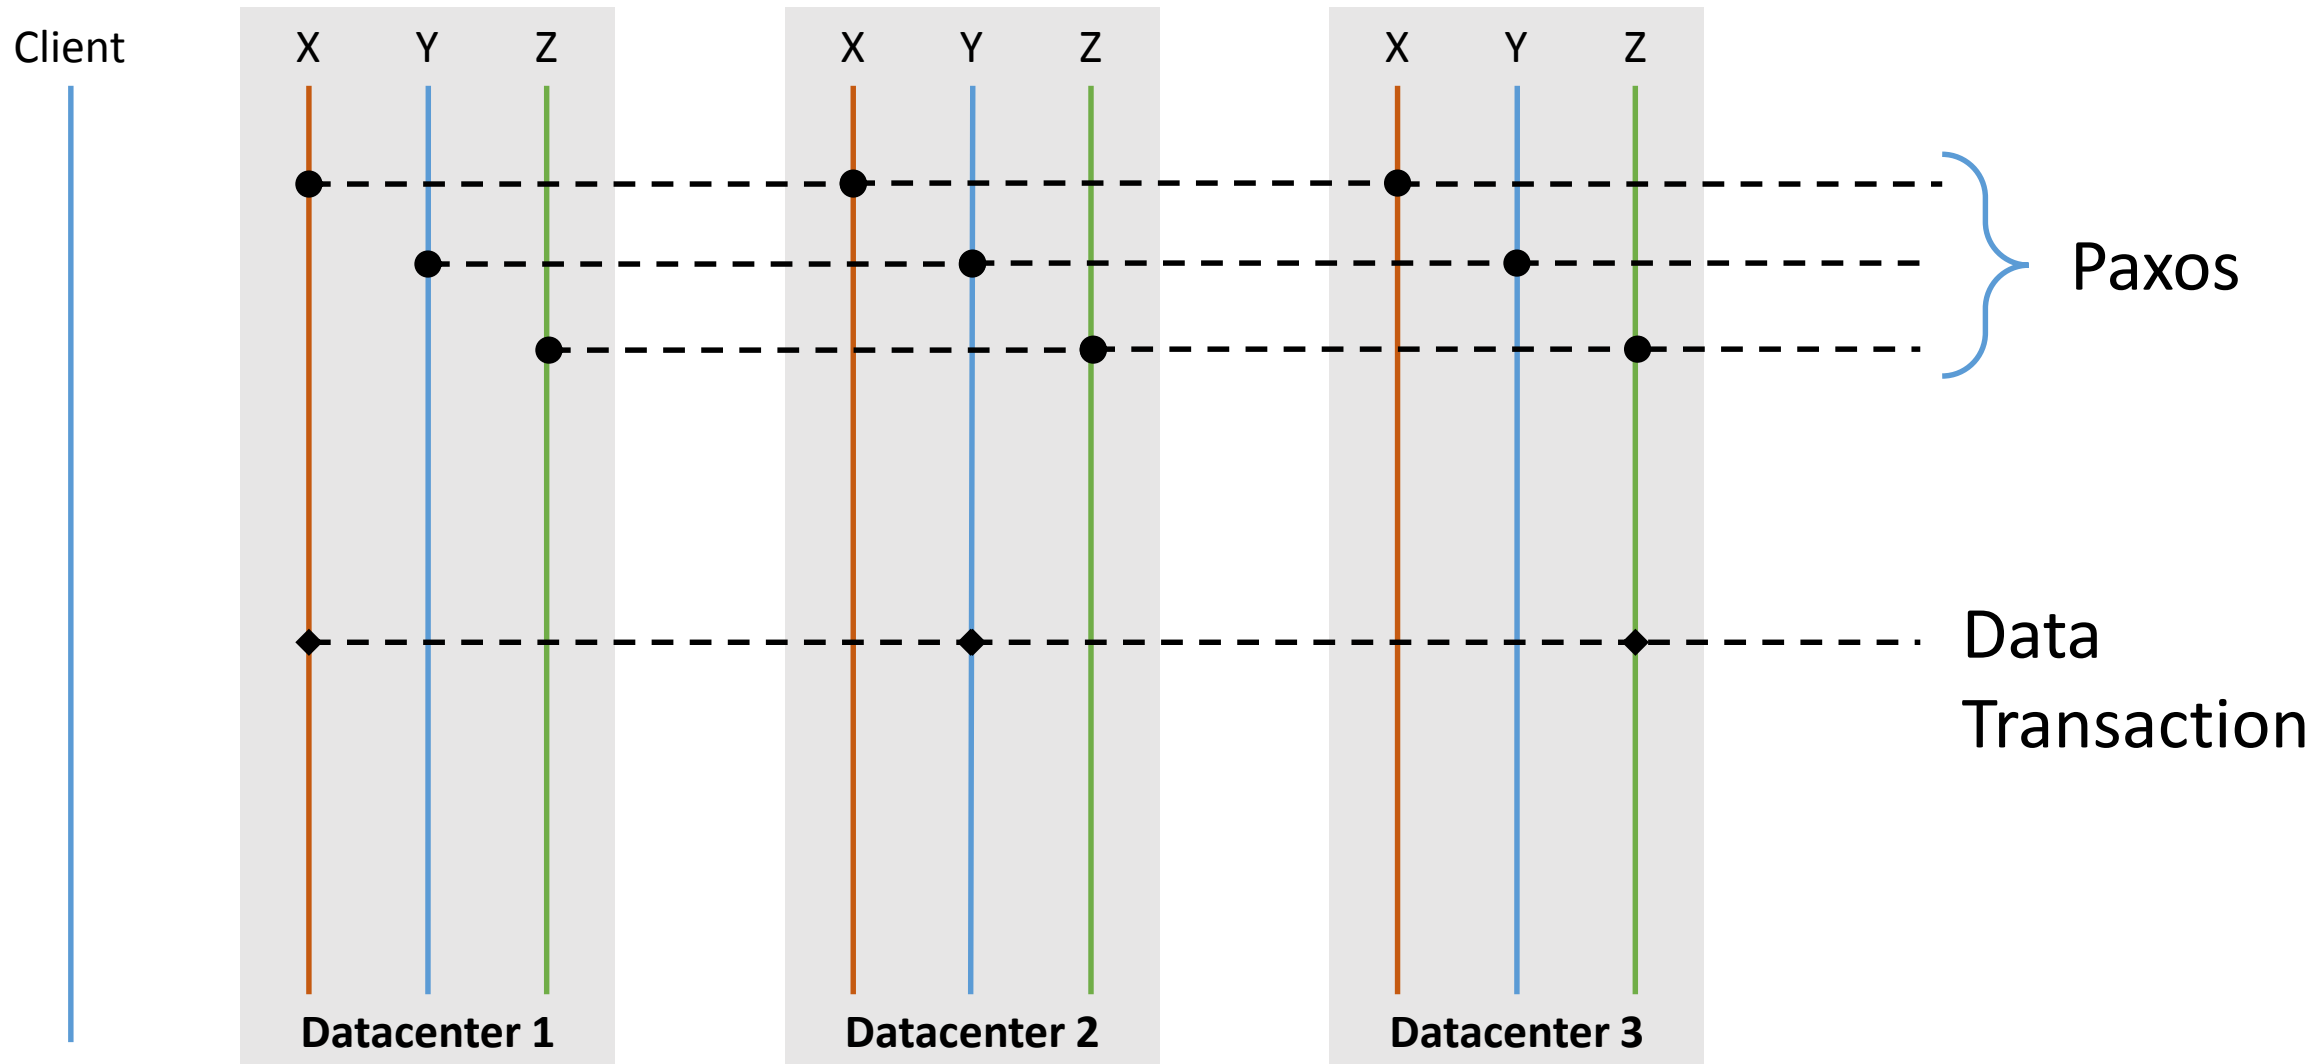 Client
X Y Z
X Y Z
X Y Z
Paxos
Data
Transaction
Datacenter 1
Datacenter 2
Datacenter 3